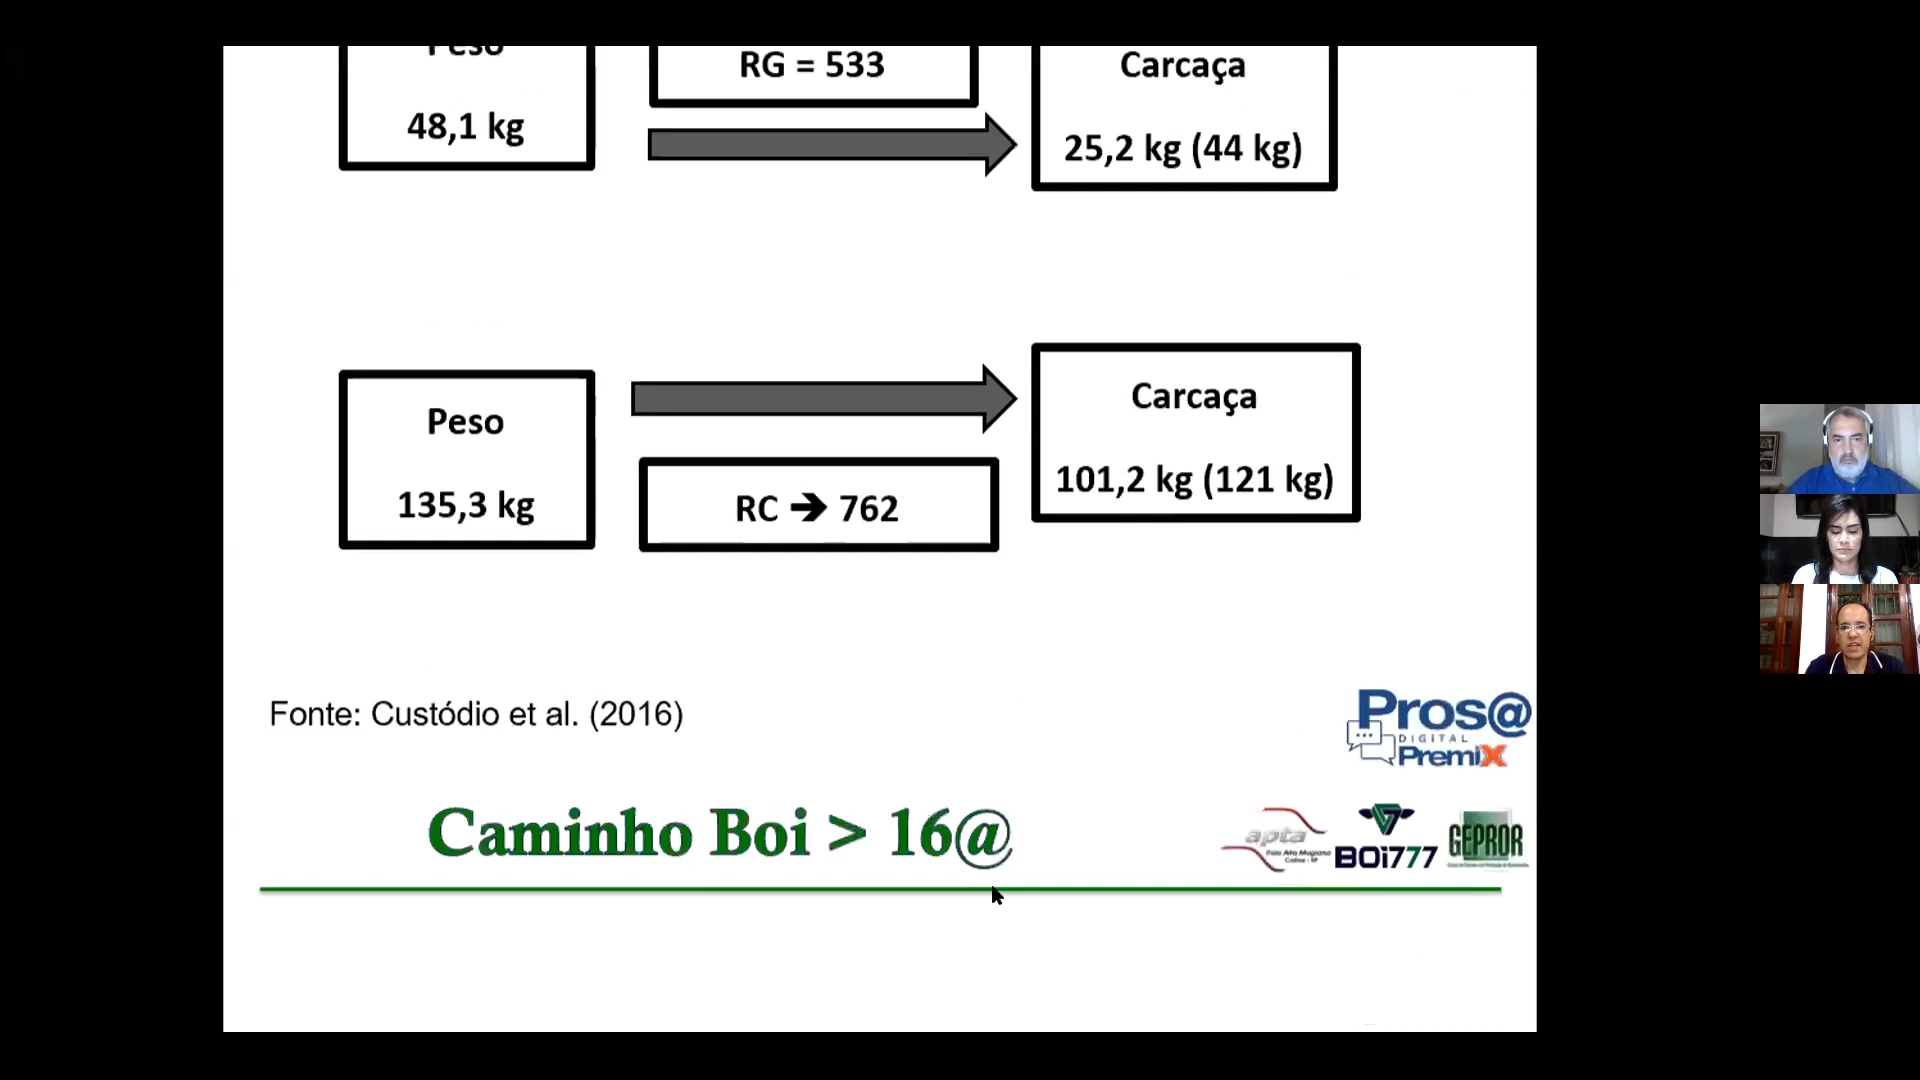 Peso
RG = 533
Carcaça
48,1 kg
25,2 kg (44 kg)
Carcaça
Peso
101,2 kg (121 kg)
135,3 kg
RC ➔ 762
Fonte: Custódio et al. (2016)
Pros@
DIGITAL
PremiX
Caminho Boi > 16@
apta
BOi777
GEPROR